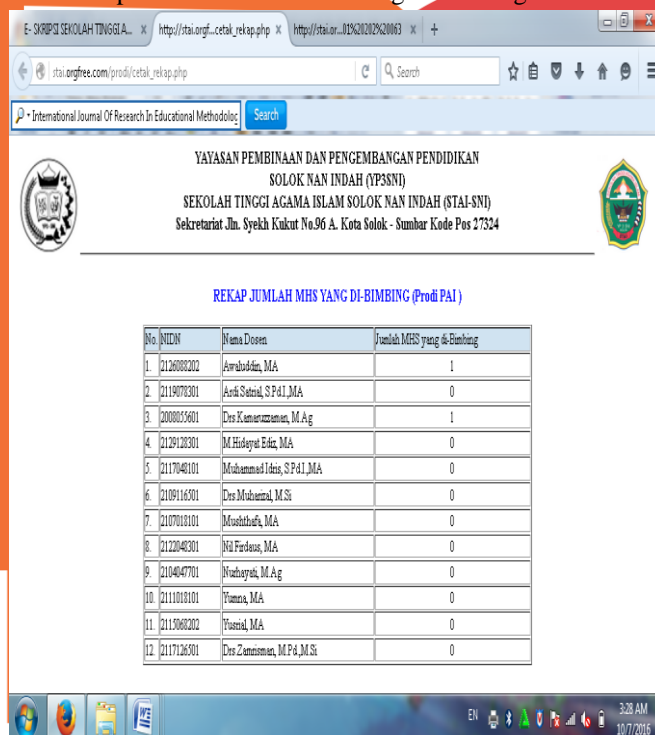 E- SKRIPSI SEKOLAH TINGGI A... × http://stai.orgf...cetak_rekap.php × http://stai.or...01%20202%20063 × +
stai.orgfree.com/prodi/cetak_rekap.php Search
International Journal Of Research In Educational Methodolog Search
YAYASAN PEMBINAAN DAN PENGEMBANGAN PENDIDIKAN
SOLOK NAN INDAH (YP3SNI)
SEKOLAH TINGGI AGAMA ISLAM SOLOK NAN INDAH (STAI-SNI)
Sekretariat Jln. Syekh Kukut No.96 A. Kota Solok - Sumbar Kode Pos 27324
REKAP JUMLAH MHS YANG DI-BIMBING (Prodi PAI )
No. NIDN Nama Dosen Jumlah MHS yang di-Bimbing
1. 2126088202 Awaluddin, MA 1
2. 2119078301 Ardi Satrial, S.Pd.I.,MA 0
3. 2008055601 Drs.Kamaruzzaman, M.Ag 1
4. 2129128301 M.Hidayat Ediz, MA 0
5. 2117048101 Muhammad Idris, S.Pd.I.,MA 0
6. 2109116501 Drs.Muhamzal, M.Si 0
7. 2107018101 Mushthafa, MA 0
8. 2122048301 Nil Firdaus, MA 0
9. 2104047701 Nurhayati, M.Ag 0
10. 2111018101 Yumna, MA 0
11. 2115068202 Yusrial, MA 0
12. 2117126501 Drs.Zamrisman, M.Pd.,M.Si 0
EN 3:28 AM
10/7/2016